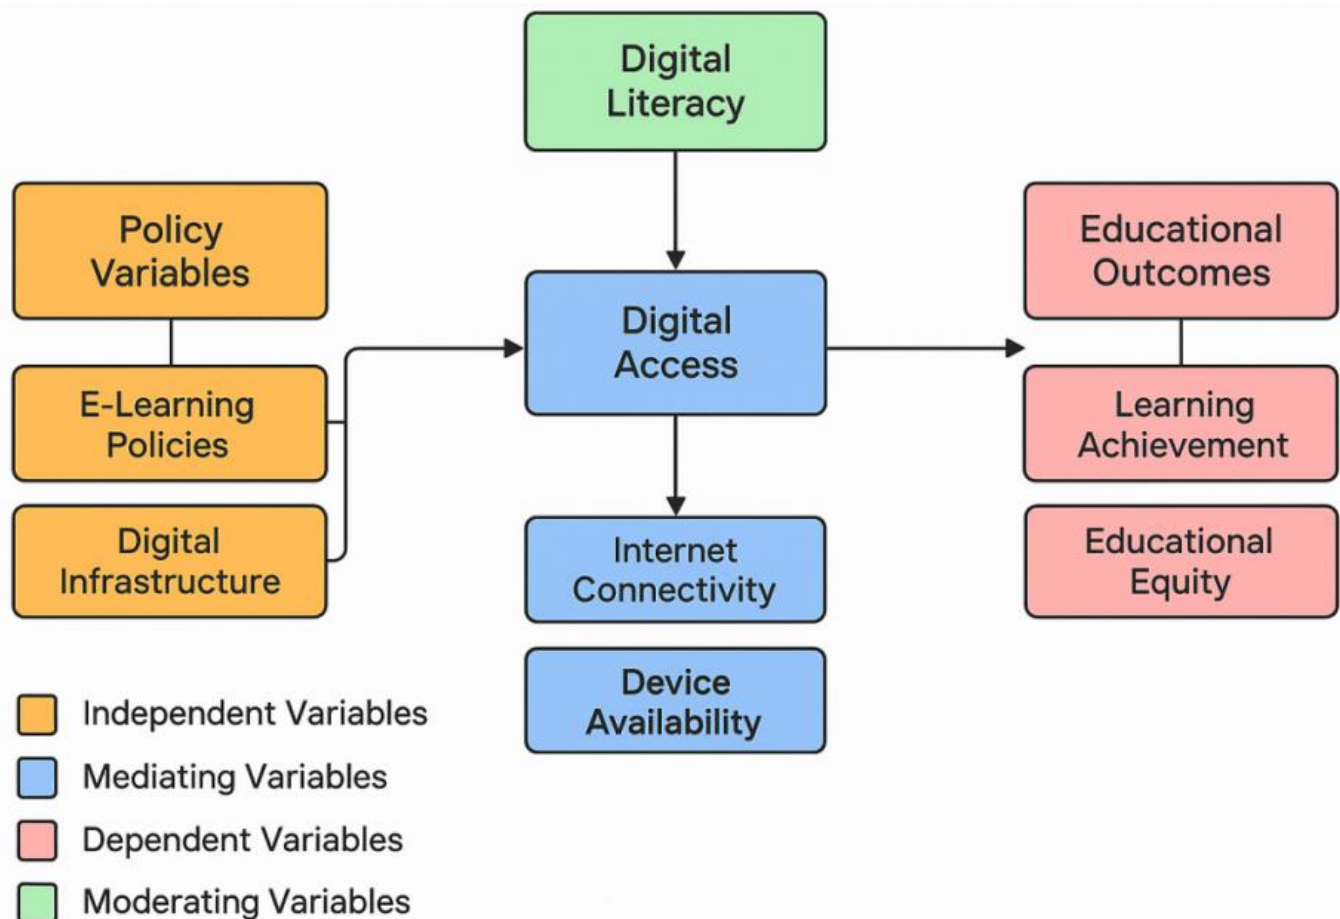 Digital
Literacy
Policy
Variables
E-Learning
Policies
Digital
Infrastructure
Digital
Access
Internet
Connectivity
Device
Availability
Educational
Outcomes
Learning
Achievement
Educational
Equity
Independent Variables
Mediating Variables
Dependent Variables
Moderating Variables